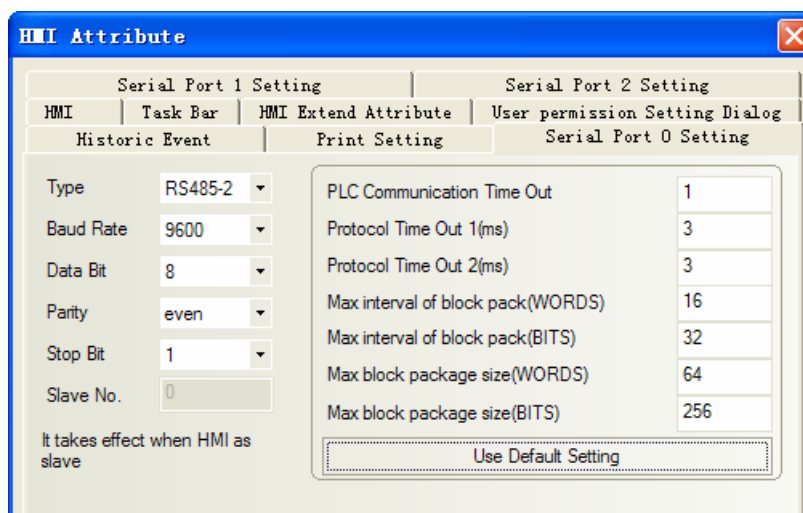 HMI Attribute
Serial Port 1 Setting
Serial Port 2 Setting
HMI
Task Bar
HMI Extend Attribute
User permission Setting Dialog
Historic Event
Print Setting
Serial Port 0 Setting
Type RS485-2
Baud Rate 9600
Data Bit 8
Parity even
Stop Bit 1
Slave No. 0
It takes effect when HMI as
slave
PLC Communication Time Out 1
Protocol Time Out 1(ms) 3
Protocol Time Out 2(ms) 3
Max interval of block pack(WORDS) 16
Max interval of block pack(BITS) 32
Max block package size(WORDS) 64
Max block package size(BITS) 256
Use Default Setting